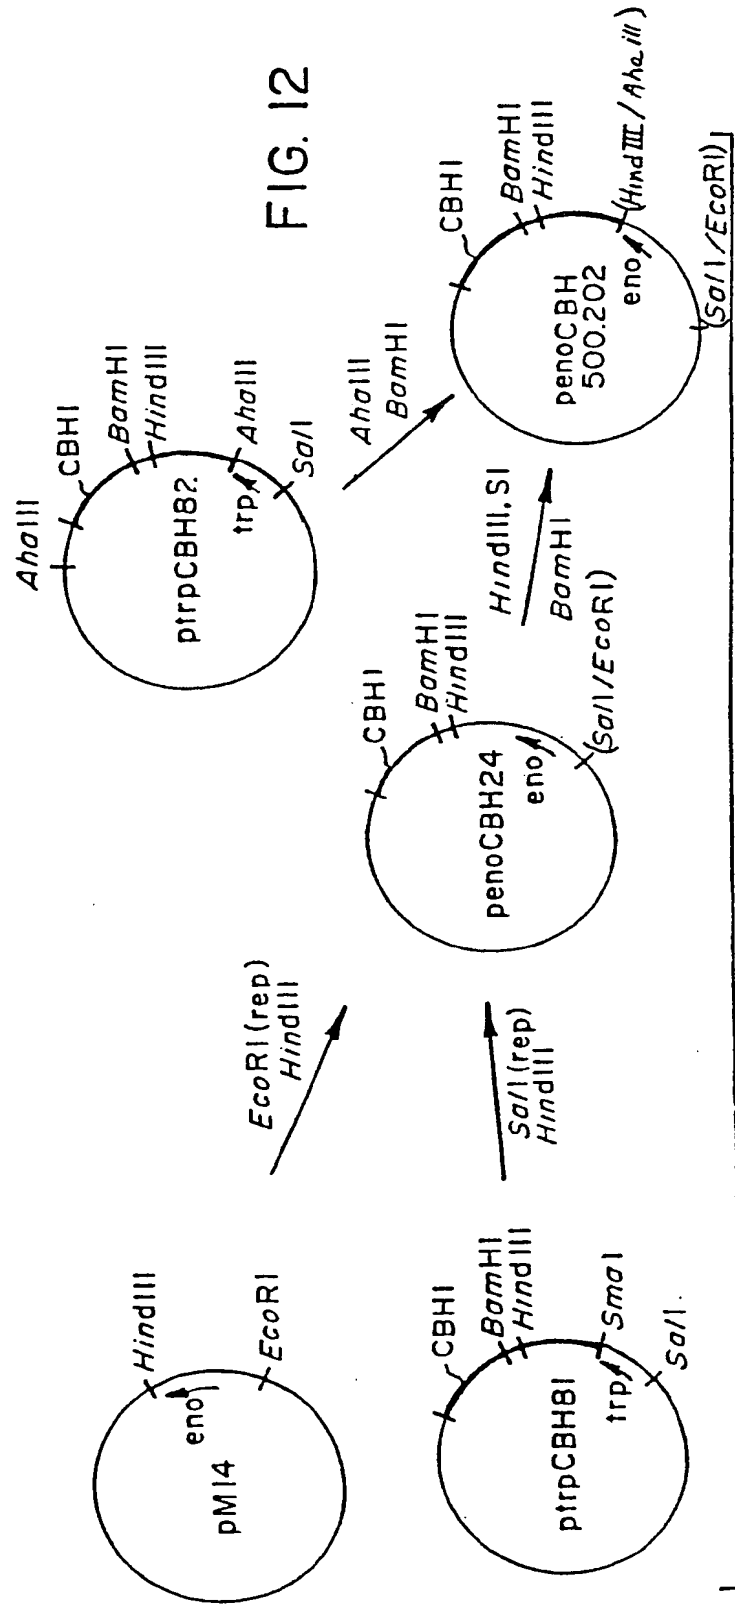 FIG. 12
HindIII
eno
EcoRI
pM14
EcoRI (rep)
HindIII
CBHI
BamHI
HindIII
SmaI
trp
SalI.
ptrpCBH81
SalI (rep)
HindIII
CBHI
BamHI
HindIII
eno
(SalI/EcoRI)
penoCBH24
AhaIII
CBHI
BamHI
HindIII
AhaIII
trp
SalI
ptrpCBH82
AhaIII
BamHI
HindIII, S1
BamHI
CBHI
BamHI
HindIII
(HindIII/AhaIII)
eno
(SalI/EcoRI)
penoCBH
500.202